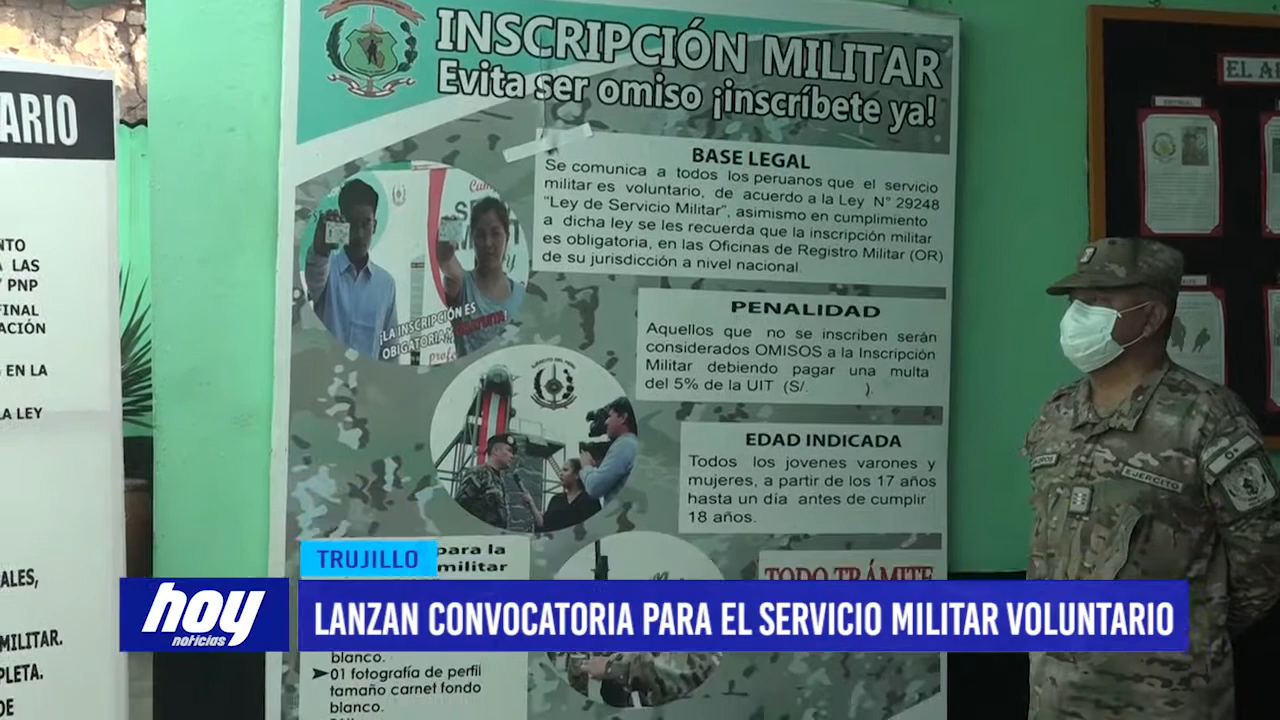 ARIO
NTO
A LAS
PNP
FINAL
ACIÓN
EN LA
LA LEY
ALES,
MILITAR.
PLETA.
DE
INSCRIPCIÓN MILITAR
Evita ser omiso ¡inscríbete ya!
BASE LEGAL
Se comunica a todos los peruanos que el servicio
militar es voluntario, de acuerdo a la Ley N° 29248
"Ley de Servicio Militar", asimismo en cumplimiento
a dicha ley se les recuerda que la inscripción militar
es obligatoria, en las Oficinas de Registro Militar (OR)
de su jurisdicción a nivel nacional.
¡LA INSCRIPCIÓN ES
OBLIGATORIA Y GRATUITA!
PENALIDAD
Aquellos que no se inscriben serán
considerados OMISOS a la Inscripción
Militar debiendo pagar una multa
del 5% de la UIT (S/. ).
EJÉRCITO DEL PERÚ
EDAD INDICADA
Todos los jovenes varones y
mujeres, a partir de los 17 años
hasta un día antes de cumplir
18 años.
para la
militar
TODO TRÁMITE
blanco.
➤01 fotografía de perfil
tamaño carnet fondo
blanco.
EL AR
EJERCITO
TRUJILLO
hoy
noticias
LANZAN CONVOCATORIA PARA EL SERVICIO MILITAR VOLUNTARIO